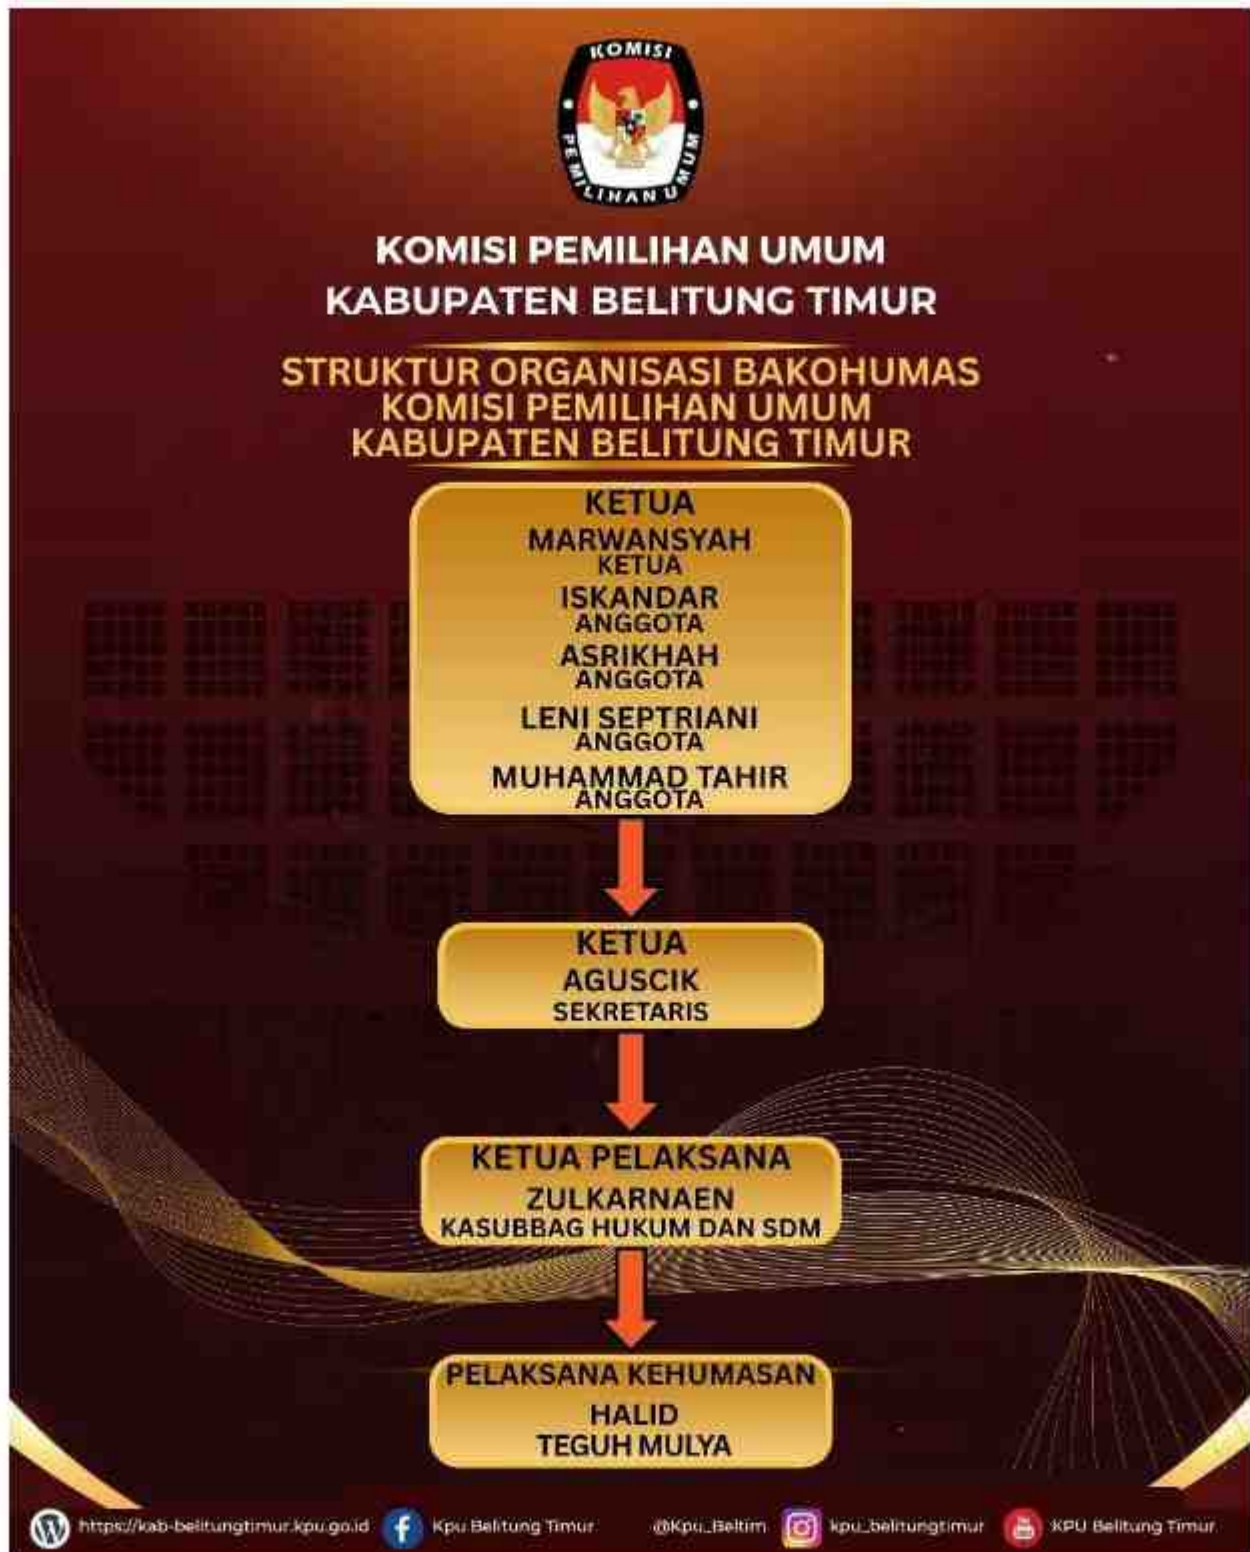 KOMISI
PEMILIHAN UMUM
KOMISI PEMILIHAN UMUM
KABUPATEN BELITUNG TIMUR
STRUKTUR ORGANISASI BAKOHUMAS
KOMISI PEMILIHAN UMUM
KABUPATEN BELITUNG TIMUR
KETUA
MARWANSYAH
KETUA
ISKANDAR
ANGGOTA
ASRIKHAH
ANGGOTA
LENI SEPTRIANI
ANGGOTA
MUHAMMAD TAHIR
ANGGOTA
KETUA
AGUSCIK
SEKRETARIS
KETUA PELAKSANA
ZULKARNAEN
KASUBBAG HUKUM DAN SDM
PELAKSANA KEHUMASAN
HALID
TEGUH MULYA
https://kab-belitungtimur.kpu.go.id Kpu Belitung Timur @Kpu_Beltim kpu_belitungtimur KPU Belitung Timur